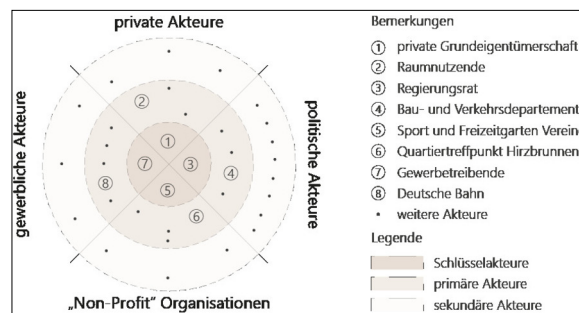 private Akteure
gewerbliche Akteure
politische Akteure
„Non-Profit“ Organisationen
①
②
③
④
⑤
⑥
⑦
⑧
Bemerkungen
① private Grundeigentümerschaft
② Raumnutzende
③ Regierungsrat
④ Bau- und Verkehrsdepartement
⑤ Sport und Freizeitgarten Verein
⑥ Quartiertreffpunkt Hirzbrunnen
⑦ Gewerbetreibende
⑧ Deutsche Bahn
• weitere Akteure
Legende
Schlüsselakteure
primäre Akteure
sekundäre Akteure